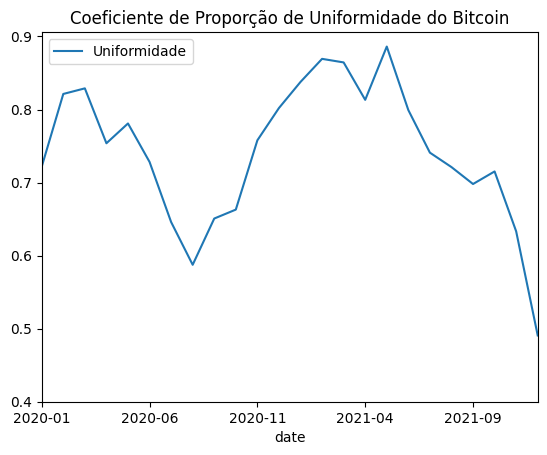 Coeficiente de Proporção de Uniformidade do Bitcoin
Uniformidade
0.9
0.8
0.7
0.6
0.5
0.4
2020-01 2020-06 2020-11 2021-04 2021-09
date